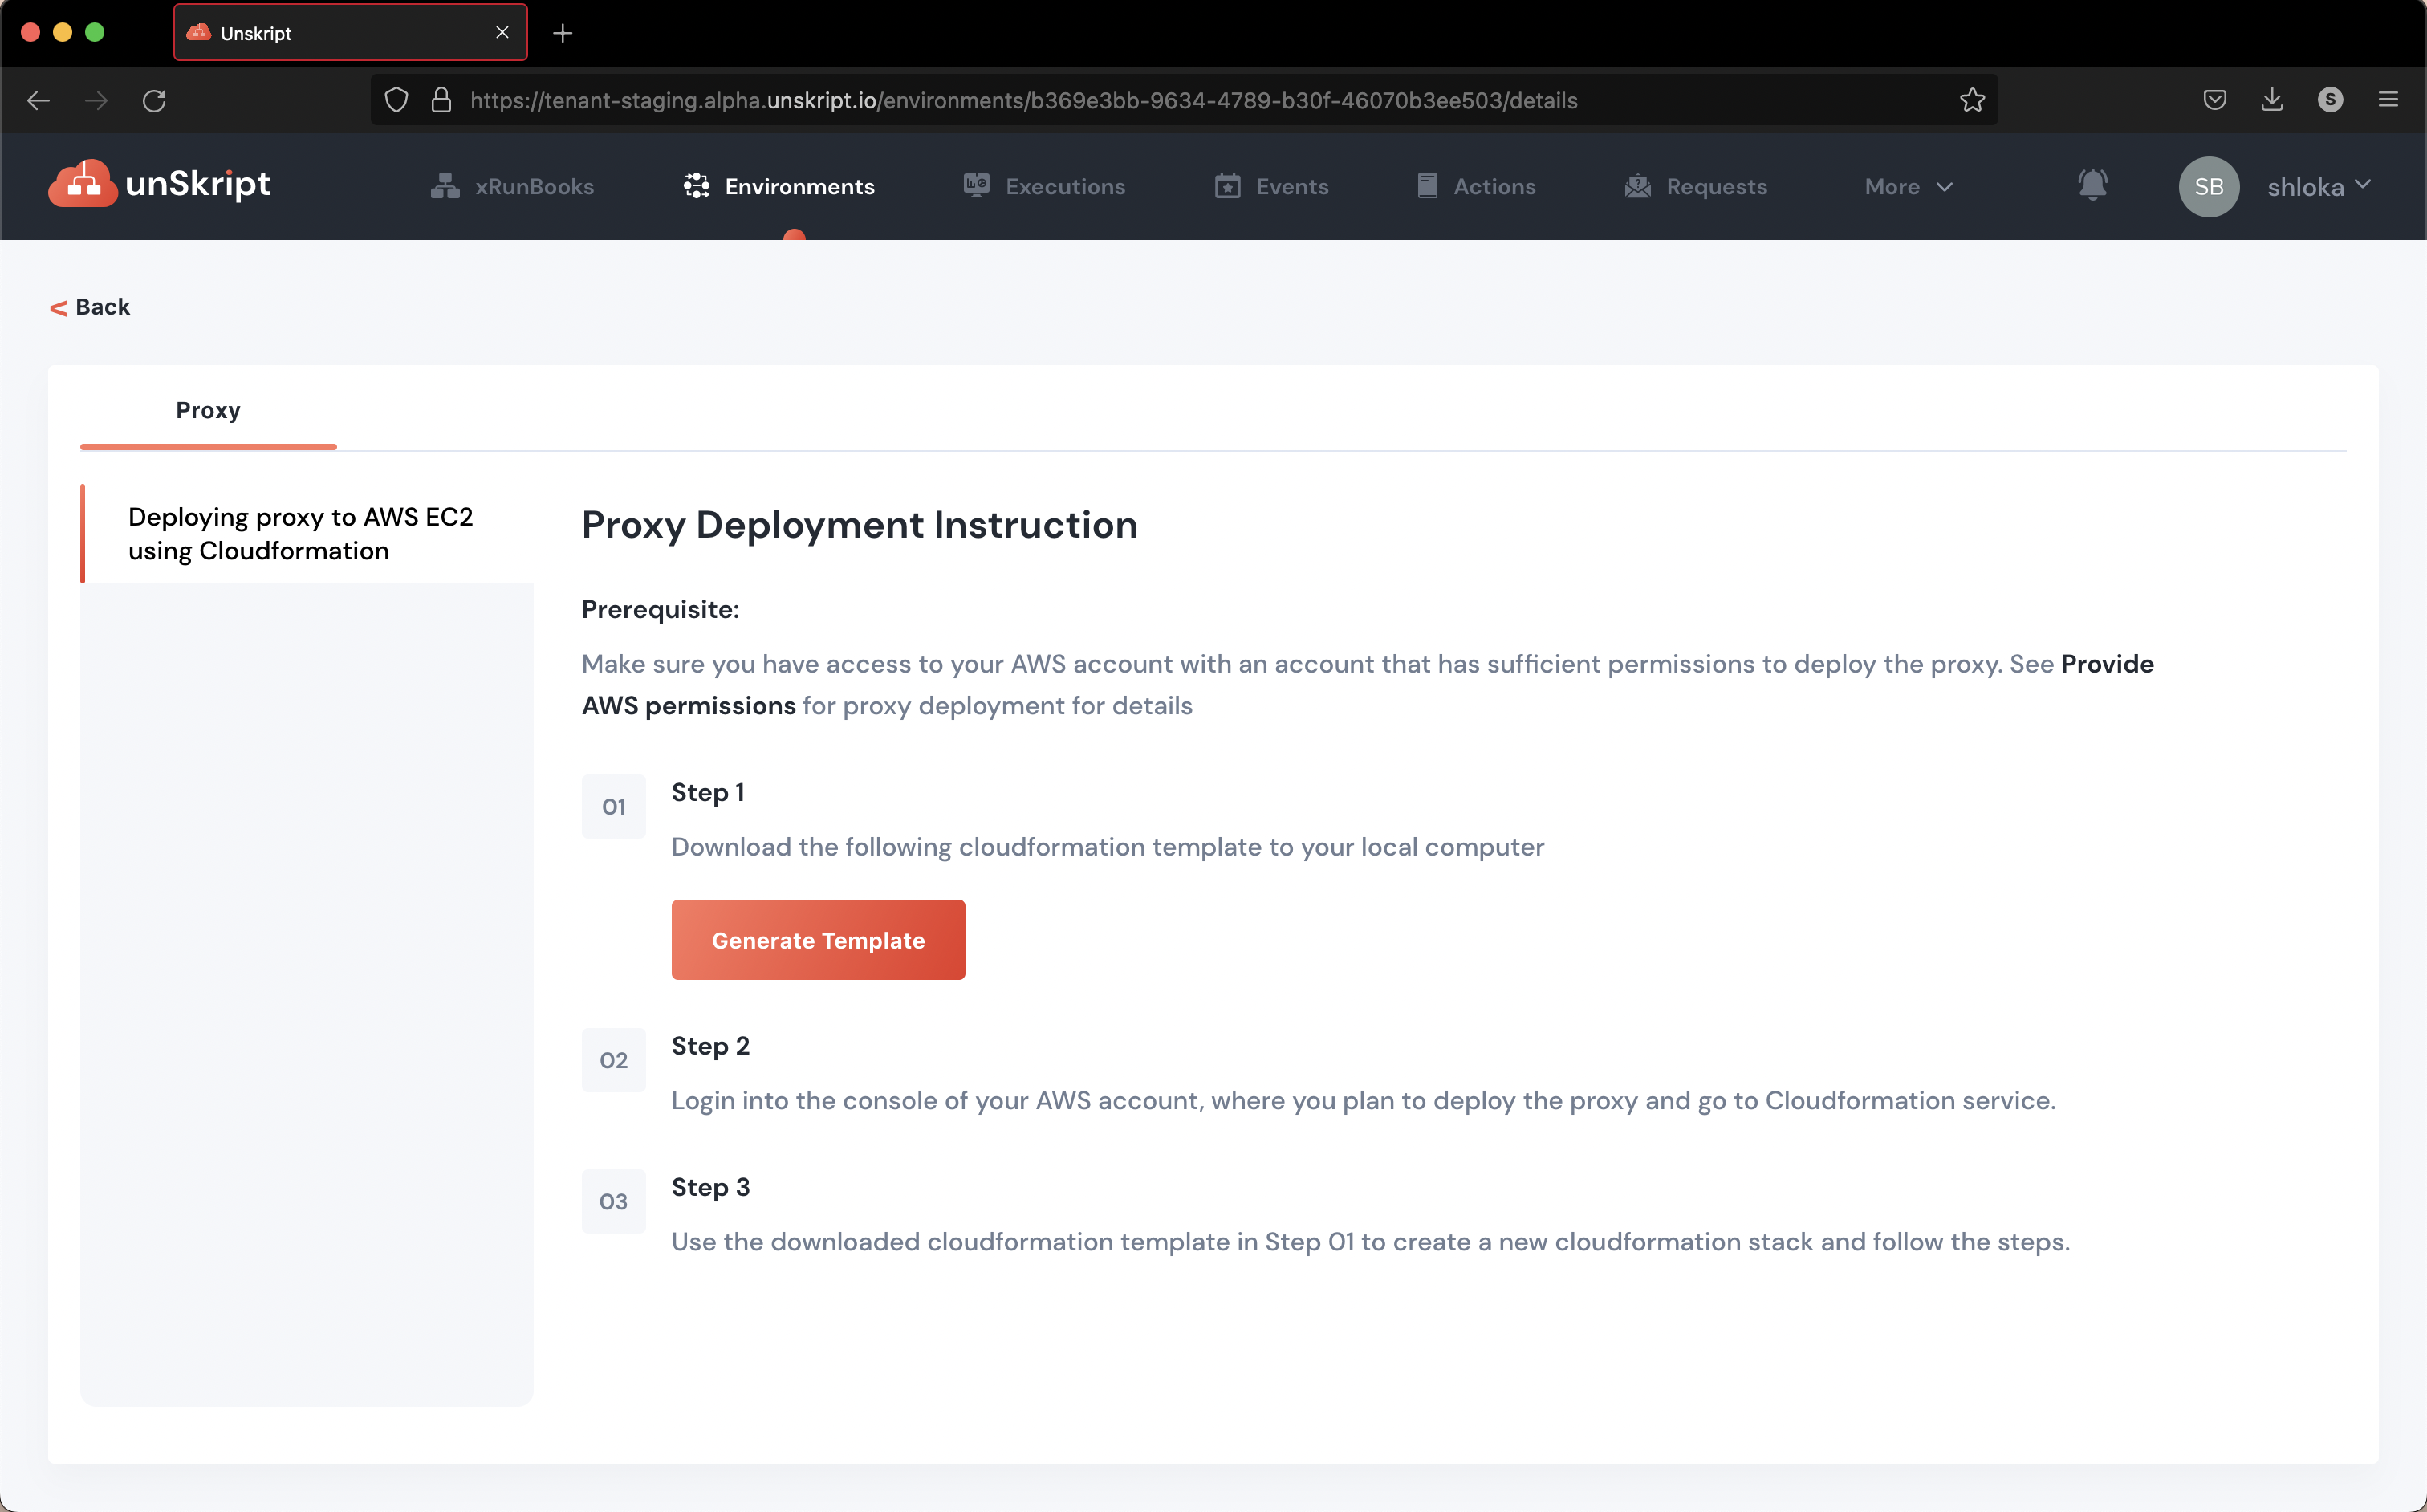 Unskript
https://tenant-staging.alpha.unskript.io/environments/b369e3bb-9634-4789-b30f-46070b3ee503/details
S
unSkript
xRunBooks
Environments
Executions
Events
Actions
Requests
More
SB
shloka
< Back
Proxy
Deploying proxy to AWS EC2
using Cloudformation
Proxy Deployment Instruction
Prerequisite:
Make sure you have access to your AWS account with an account that has sufficient permissions to deploy the proxy. See Provide
AWS permissions for proxy deployment for details
01
Step 1
Download the following cloudformation template to your local computer
Generate Template
02
Step 2
Login into the console of your AWS account, where you plan to deploy the proxy and go to Cloudformation service.
03
Step 3
Use the downloaded cloudformation template in Step 01 to create a new cloudformation stack and follow the steps.